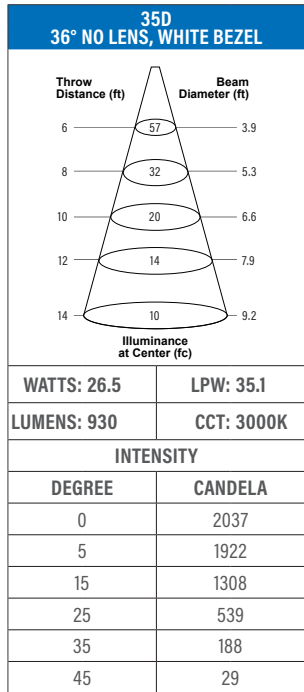 35D
36° NO LENS, WHITE BEZEL
Throw Distance (ft)
Beam Diameter (ft)
6 57 3.9
8 32 5.3
10 20 6.6
12 14 7.9
14 10 9.2
Illuminance
at Center (fc)
WATTS: 26.5 LPW: 35.1
LUMENS: 930 CCT: 3000K
INTENSITY
DEGREE CANDELA
0 2037
5 1922
15 1308
25 539
35 188
45 29